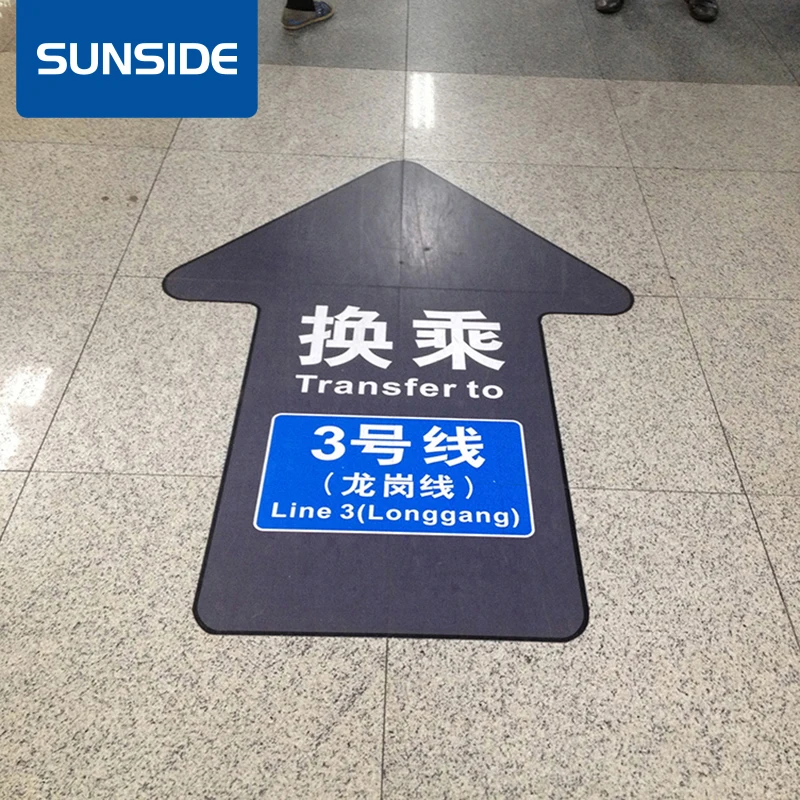 SUNSIDE
换乘
Transfer to
3号线
（龙岗线）
Line 3(Longgang)